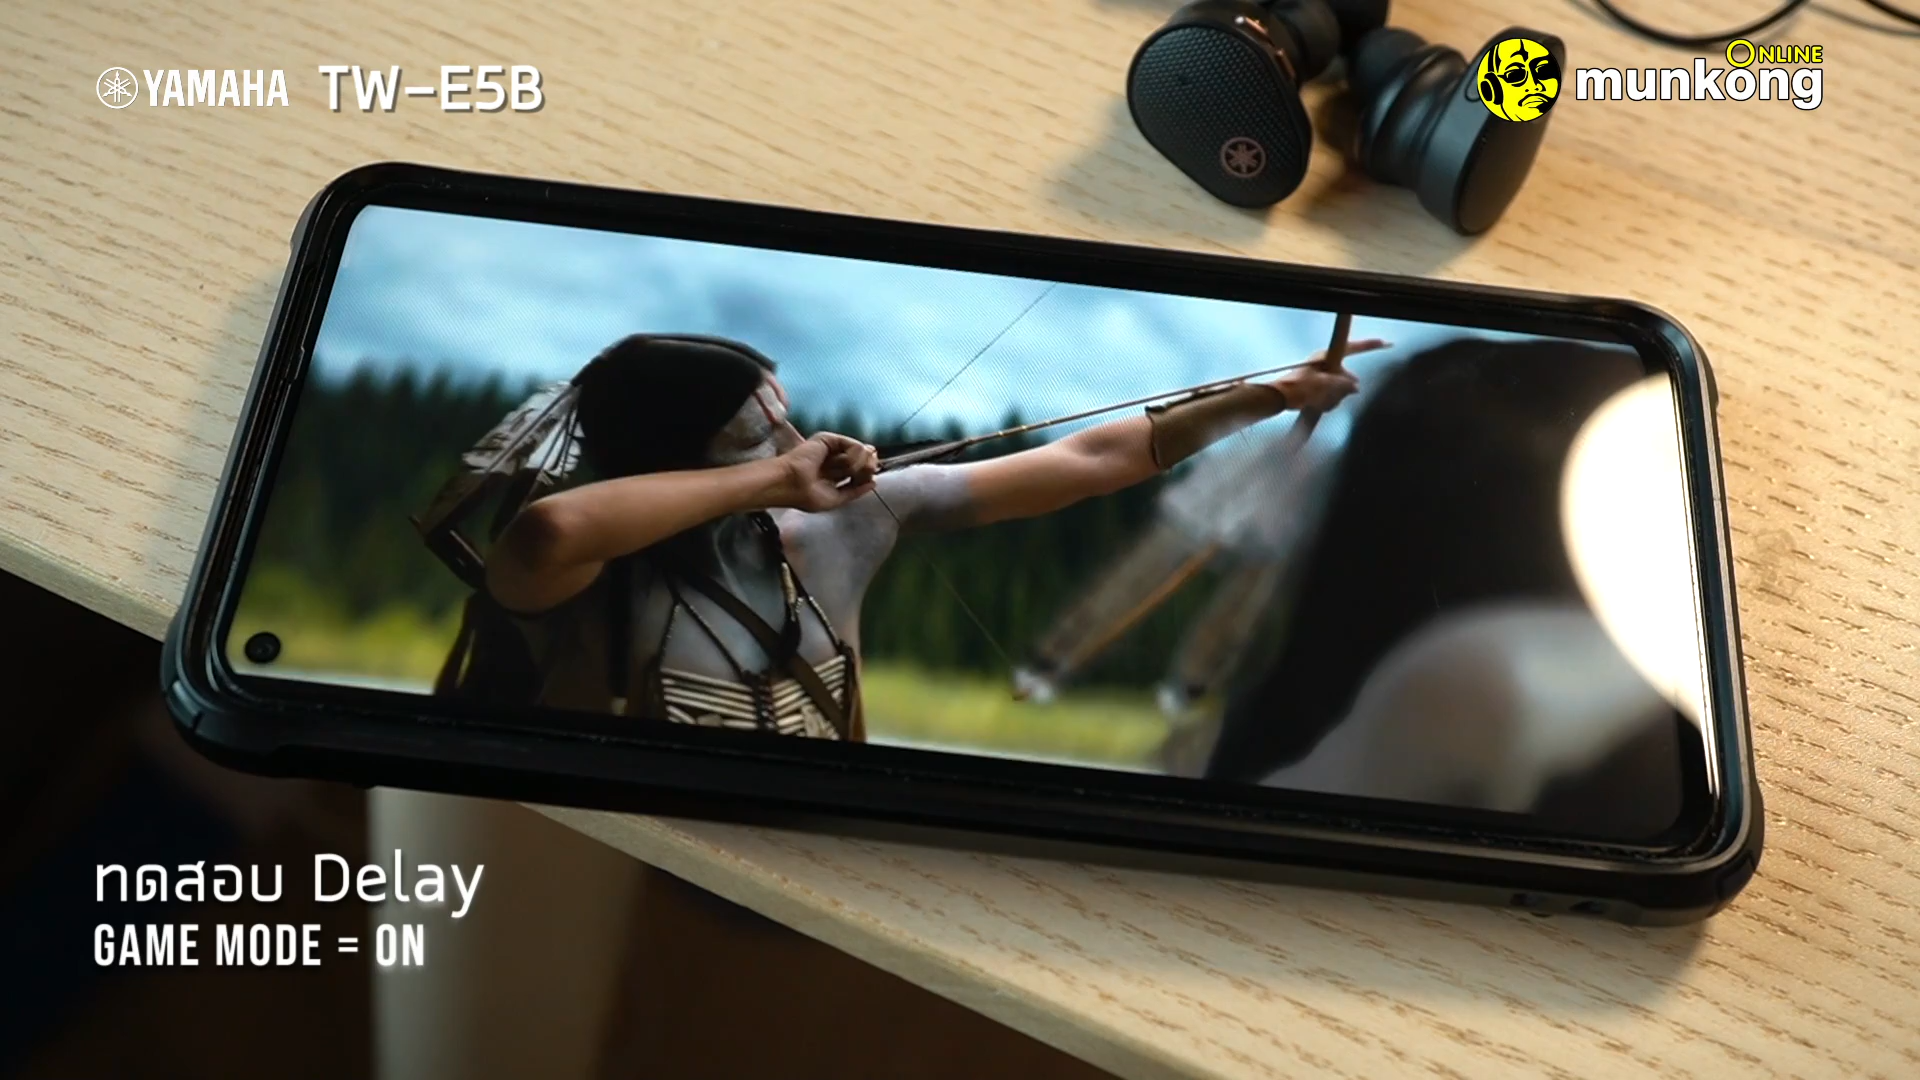 YAMAHA TW-E5B
ONLINE
munkong
ทดสอบ Delay
GAME MODE = ON